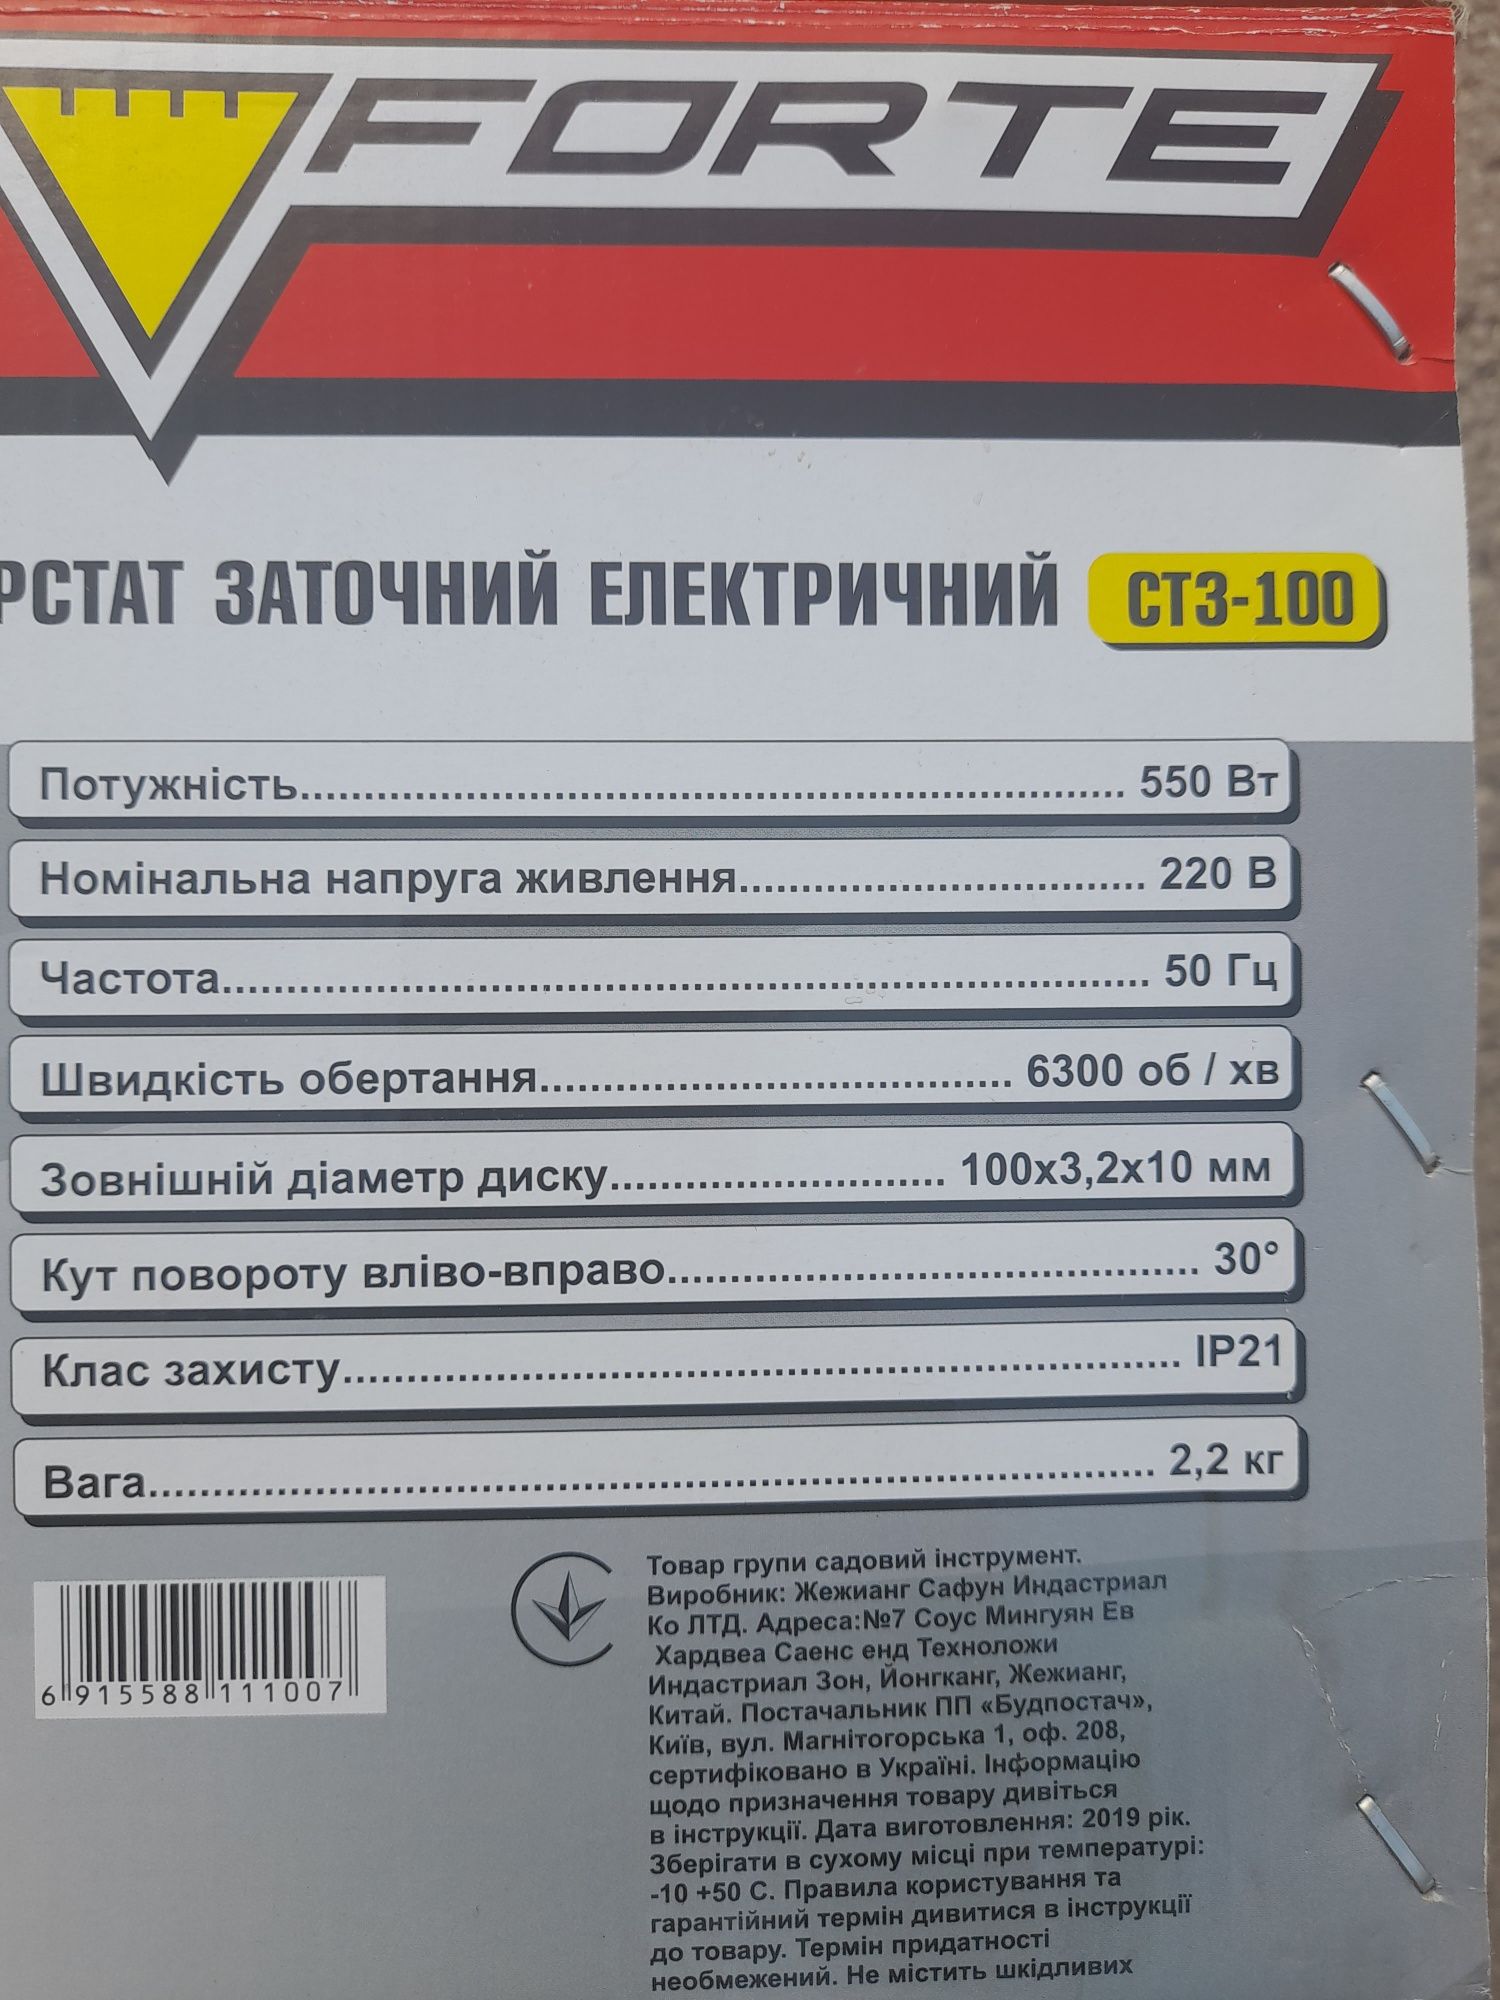 FORTE
РСТАТ ЗАТОЧНИЙ ЕЛЕКТРИЧНИЙ СТЗ-100
Потужність 550 Вт
Номінальна напруга живлення 220 В
Частота 50 Гц
Швидкість обертання 6300 об / хв
Зовнішній діаметр диску 100x3,2x10 мм
Кут повороту вліво-вправо 30°
Клас захисту IP21
Вага 2,2 кг
6 915588 111007
Товар групи садовий інструмент.
Виробник: Жежианг Сафун Индастриал
Ко ЛТД. Адреса:№7 Соус Мингуян Ев
Хардвеа Саенс енд Техноложи
Индастриал Зон, Йонгканг, Жежианг,
Китай. Постачальник ПП «Будпостач»,
Київ, вул. Магнітогорська 1, оф. 208,
сертифіковано в Україні. Інформацію
щодо призначення товару дивіться
в інструкції. Дата виготовлення: 2019 рік.
Зберігати в сухому місці при температурі:
-10 +50 С. Правила користування та
гарантійний термін дивитися в інструкції
до товару. Термін придатності
необмежений. Не містить шкідливих